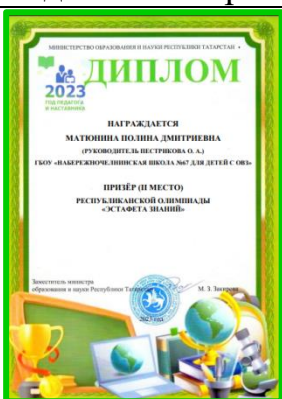 МИНИСТЕРСТВО ОБРАЗОВАНИЯ И НАУКИ РЕСПУБЛИКИ ТАТАРСТАН
ДИПЛОМ
2023
ГОД ПЕДАГОГА
И НАСТАВНИКА
НАГРАЖДАЕТСЯ
МАТЮНИНА ПОЛИНА ДМИТРИЕВНА
(РУКОВОДИТЕЛЬ ПЕСТРИКОВА О. А.)
ГБОУ «НАБЕРЕЖНОЧЕЛНИНСКАЯ ШКОЛА №67 ДЛЯ ДЕТЕЙ С ОВЗ»
ПРИЗЁР (II МЕСТО)
РЕСПУБЛИКАНСКОЙ ОЛИМПИАДЫ
«ЭСТАФЕТА ЗНАНИЙ»
Заместитель министра
образования и науки Республики Татарстан М. З. Закирова
2023 год